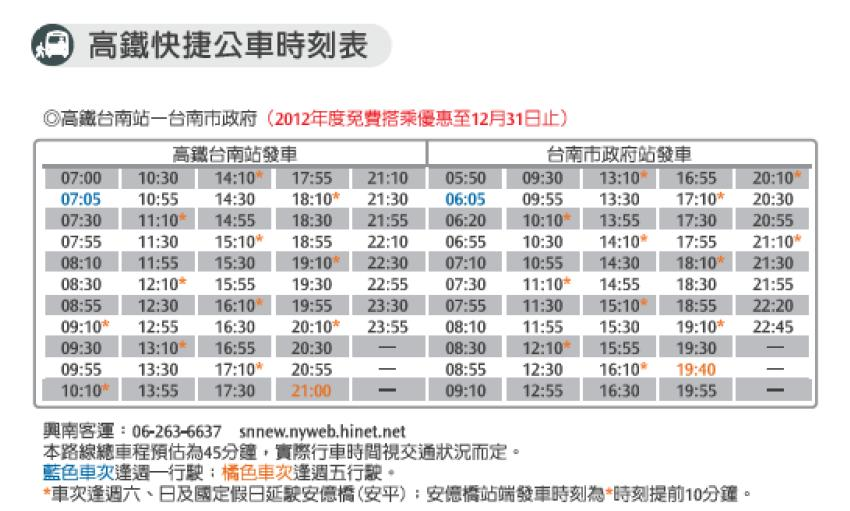 高鐵快捷公車時刻表
◎高鐵台南站—台南市政府（2012年度免費搭乘優惠至12月31日止）
高鐵台南站發車 台南市政府站發車
07:00 10:30 14:10* 17:55 21:10 05:50 09:30 13:10* 16:55 20:10*
07:05 10:55 14:30 18:10* 21:30 06:05 09:55 13:30 17:10* 20:30
07:30 11:10* 14:55 18:30 21:55 06:20 10:10* 13:55 17:30 20:55
07:55 11:30 15:10* 18:55 22:10 06:55 10:30 14:10* 17:55 21:10*
08:10 11:55 15:30 19:10* 22:30 07:10 10:55 14:30 18:10* 21:30
08:30 12:10* 15:55 19:30 22:55 07:30 11:10* 14:55 18:30 21:55
08:55 12:30 16:10* 19:55 23:30 07:55 11:30 15:10* 18:55 22:20
09:10* 12:55 16:30 20:10* 23:55 08:10 11:55 15:30 19:10* 22:45
09:30 13:10* 16:55 20:30 — 08:30 12:10* 15:55 19:30 —
09:55 13:30 17:10* 20:55 — 08:55 12:30 16:10* 19:40 —
10:10* 13:55 17:30 21:00 — 09:10 12:55 16:30 19:55 —
興南客運：06-263-6637 snnew.nyweb.hinet.net
本路線總車程預估為45分鐘，實際行車時間視交通狀況而定。
藍色車次逢週一行駛；橘色車次逢週五行駛。
*車次逢週六、日及國定假日延駛安億橋(安平)；安億橋站端發車時刻為*時刻提前10分鐘。